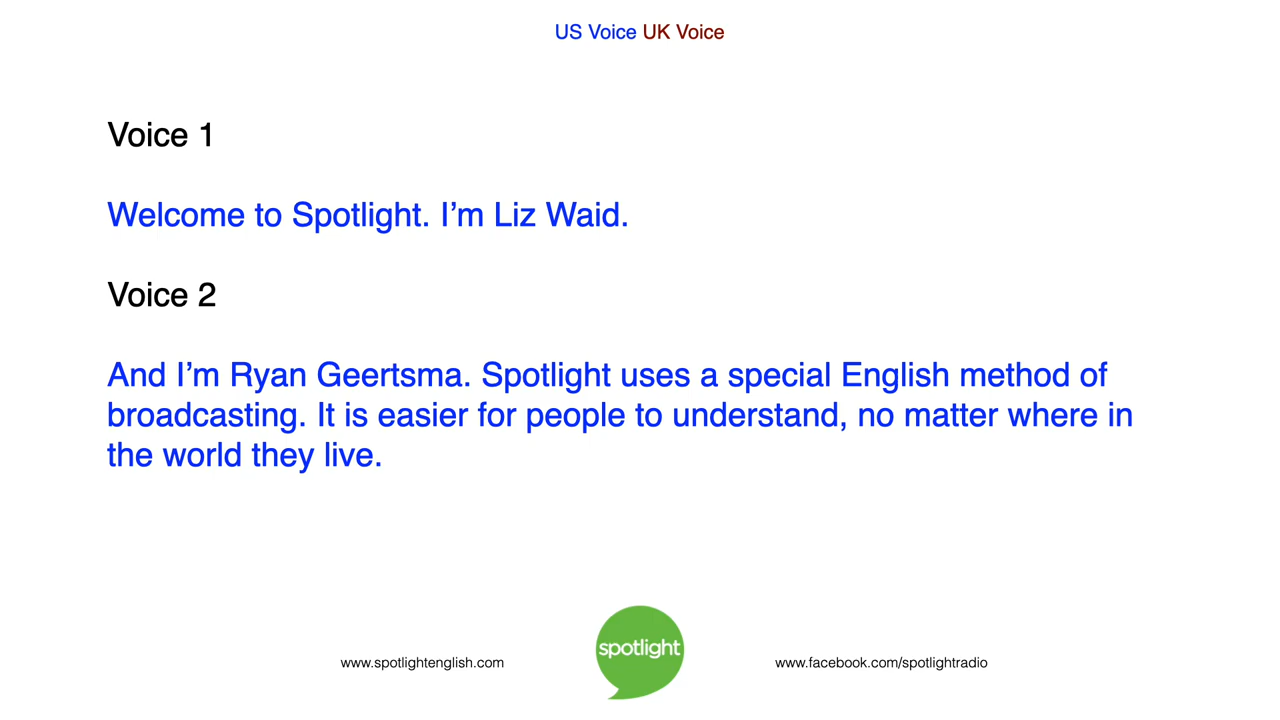 US Voice UK Voice
Voice 1
Welcome to Spotlight. I’m Liz Waid.
Voice 2
And I’m Ryan Geertsma. Spotlight uses a special English method of
broadcasting. It is easier for people to understand, no matter where in
the world they live.
www.spotlightenglish.com
spotlight
www.facebook.com/spotlightradio